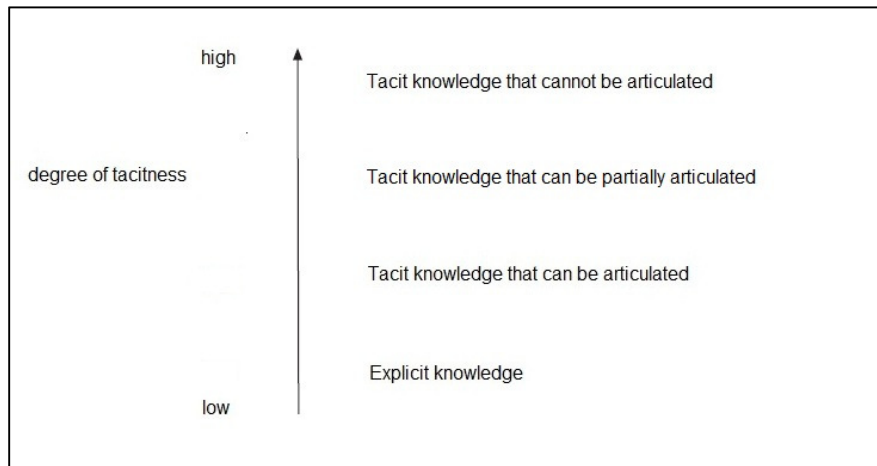 high
Tacit knowledge that cannot be articulated
degree of tacitness
Tacit knowledge that can be partially articulated
Tacit knowledge that can be articulated
Explicit knowledge
low